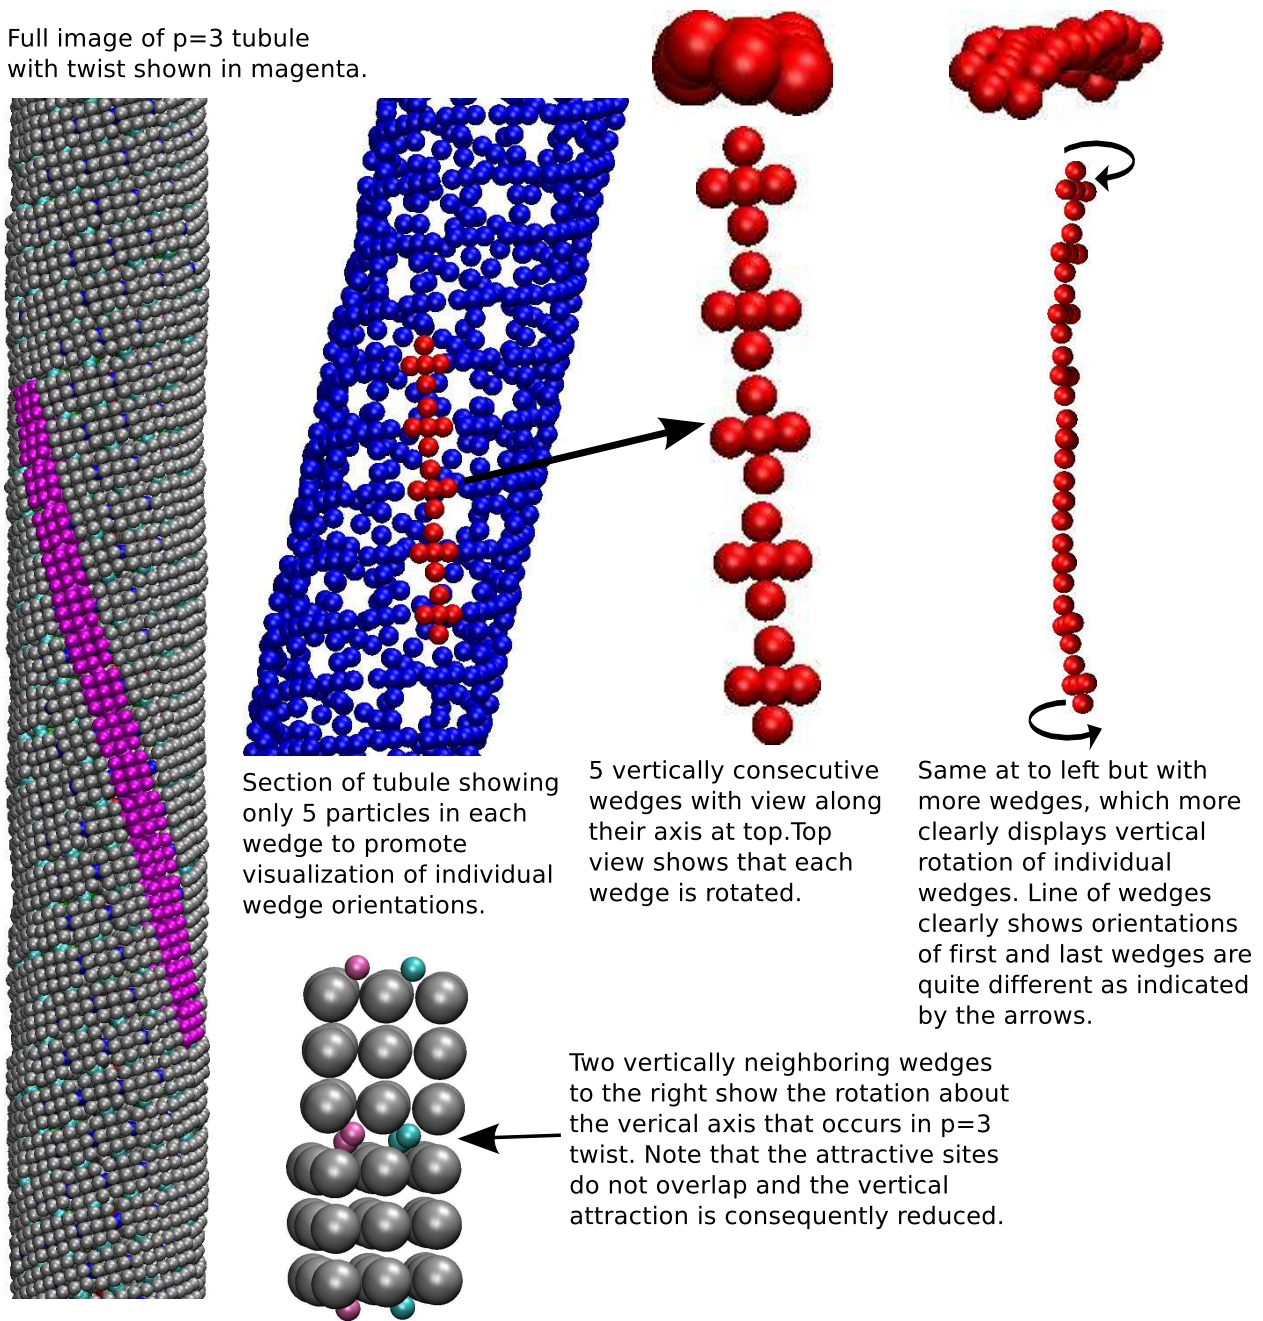 Full image of p=3 tubule
with twist shown in magenta.
Section of tubule showing
only 5 particles in each
wedge to promote
visualization of individual
wedge orientations.
5 vertically consecutive
wedges with view along
their axis at top.Top
view shows that each
wedge is rotated.
Same at to left but with
more wedges, which more
clearly displays vertical
rotation of individual
wedges. Line of wedges
clearly shows orientations
of first and last wedges are
quite different as indicated
by the arrows.
Two vertically neighboring wedges
to the right show the rotation about
the verical axis that occurs in p=3
twist. Note that the attractive sites
do not overlap and the vertical
attraction is consequently reduced.